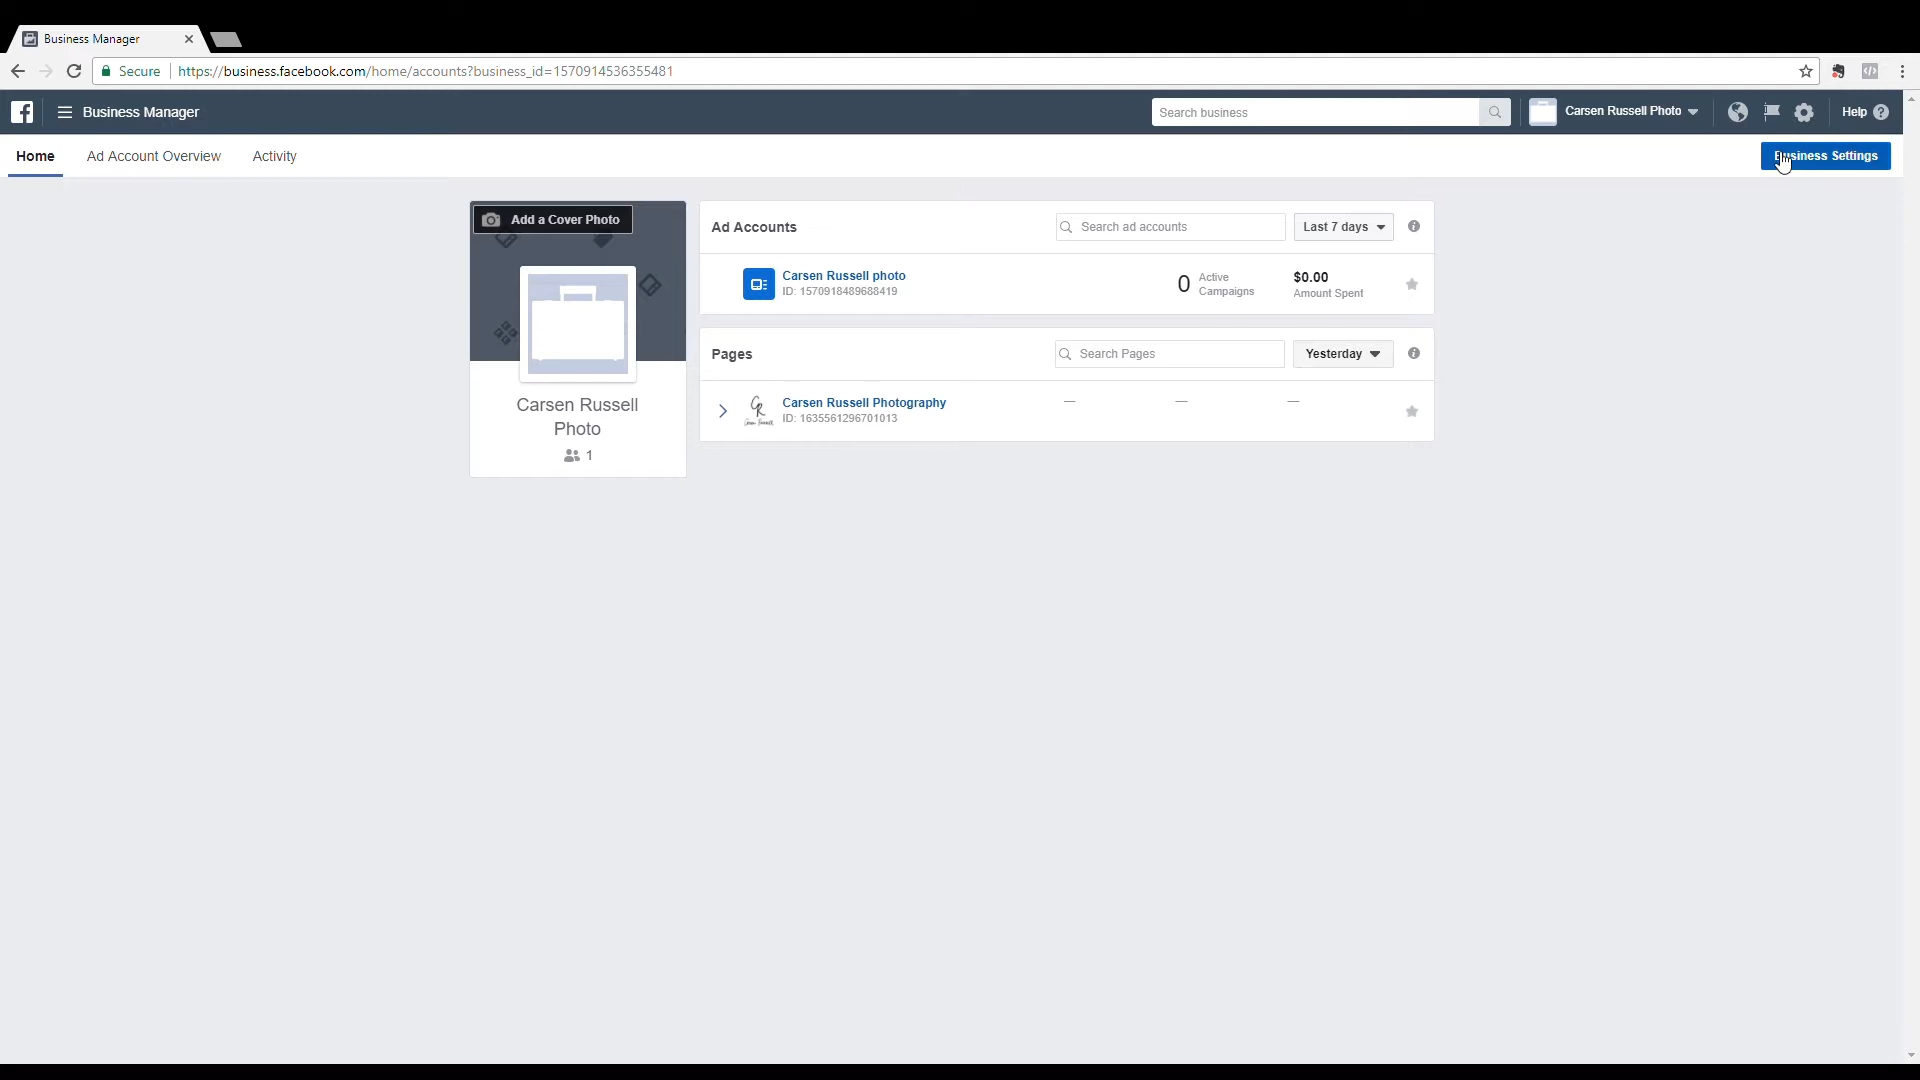 Business Manager
Secure https://business.facebook.com/home/accounts?business_id=1570914536355481
Business Manager
Search business
Carsen Russell Photo
Help
Home Ad Account Overview Activity
Business Settings
Add a Cover Photo
Carsen Russell
Photo
1
Ad Accounts
Search ad accounts
Last 7 days
Carsen Russell photo
ID: 1570918489688419
0 Active
Campaigns
$0.00
Amount Spent
Pages
Search Pages
Yesterday
Carsen Russell Photography
ID: 1635561296701013
— — —